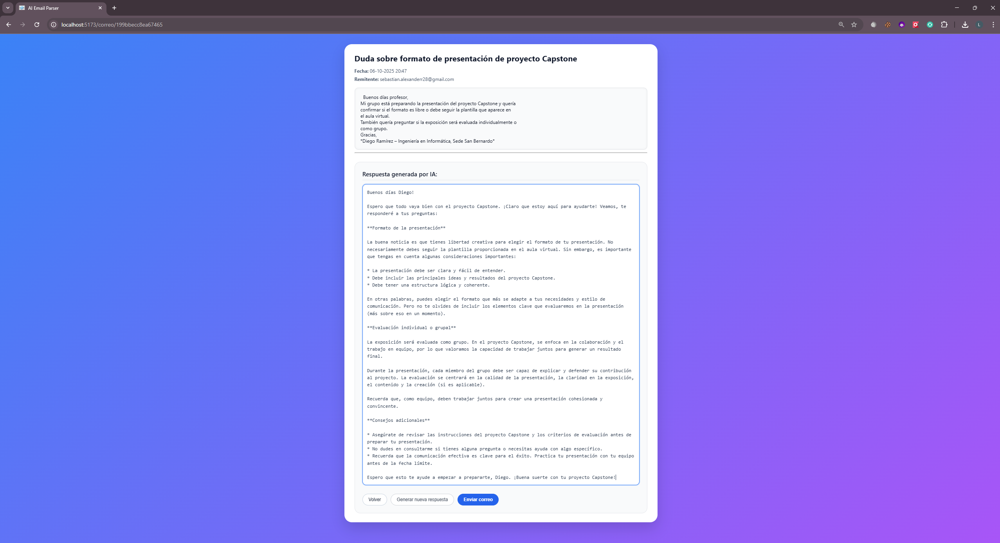 AI Email Parser
localhost:5173/correo/199bbecc8ea67465
L
Duda sobre formato de presentación de proyecto Capstone
Fecha: 06-10-2025 20:47
Remitente: sebastian.alexanderr28@gmail.com
Buenos días profesor,
Mi grupo está preparando la presentación del proyecto Capstone y quería
confirmar si el formato es libre o debe seguir la plantilla que aparece en
el aula virtual.
También quería preguntar si la exposición será evaluada individualmente o
como grupo.
Gracias,
*Diego Ramírez – Ingeniería en Informática, Sede San Bernardo*
Respuesta generada por IA:
Buenos días Diego!
Espero que todo vaya bien con el proyecto Capstone. ¡Claro que estoy aquí para ayudarte! Veamos, te
responderé a tus preguntas:
**Formato de la presentación**
La buena noticia es que tienes libertad creativa para elegir el formato de tu presentación. No
necesariamente debes seguir la plantilla proporcionada en el aula virtual. Sin embargo, es importante
que tengas en cuenta algunas consideraciones importantes:
* La presentación debe ser clara y fácil de entender.
* Debe incluir las principales ideas y resultados del proyecto Capstone.
* Debe tener una estructura lógica y coherente.
En otras palabras, puedes elegir el formato que más se adapte a tus necesidades y estilo de
comunicación. Pero no te olvides de incluir los elementos clave que evaluaremos en la presentación
(más sobre eso en un momento).
**Evaluación individual o grupal**
La exposición será evaluada como grupo. En el proyecto Capstone, se enfoca en la colaboración y el
trabajo en equipo, por lo que valoramos la capacidad de trabajar juntos para generar un resultado
final.
Durante la presentación, cada miembro del grupo debe ser capaz de explicar y defender su contribución
al proyecto. La evaluación se centrará en la calidad de la presentación, la claridad en la exposición,
el contenido y la creación (si es aplicable).
Recuerda que, como equipo, deben trabajar juntos para crear una presentación cohesionada y
convincente.
**Consejos adicionales**
* Asegúrate de revisar las instrucciones del proyecto Capstone y los criterios de evaluación antes de
preparar tu presentación.
* No dudes en consultarme si tienes alguna pregunta o necesitas ayuda con algo específico.
* Recuerda que la comunicación efectiva es clave para el éxito. Practica tu presentación con tu equipo
antes de la fecha límite.
Espero que esto te ayude a empezar a prepararte, Diego. ¡Buena suerte con tu proyecto Capstone!
Volver
Generar nueva respuesta
Enviar correo